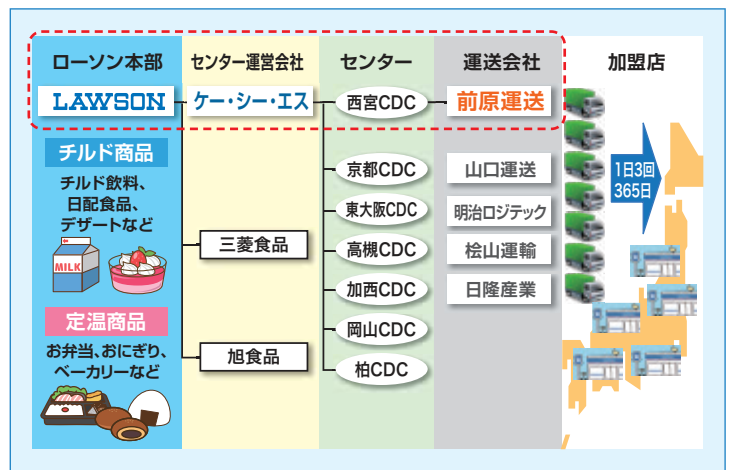 ローソン本部
センター運営会社
センター
運送会社
加盟店
LAWSON
ケー・シー・エス
西宮CDC
前原運送
チルド商品
チルド飲料、
日配食品、
デザートなど
MILK
定温商品
お弁当、おにぎり、
ベーカリーなど
三菱食品
旭食品
京都CDC
東大阪CDC
高槻CDC
加西CDC
岡山CDC
柏CDC
山口運送
明治ロジテック
桧山運輸
日隆産業
1日3回
365日